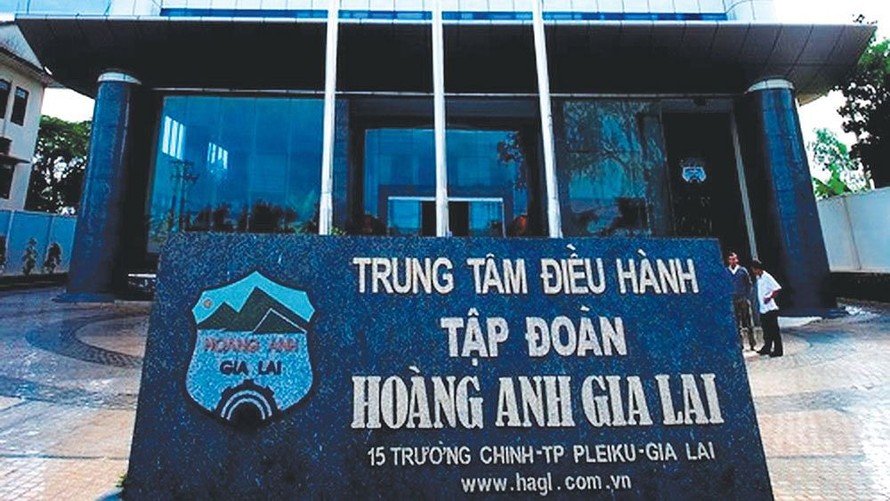 TRUNG TÂM ĐIỀU HÀNH
TẬP ĐOÀN
HOÀNG ANH GIA LAI
15 TRƯỜNG CHINH-TP PLEIKU-GIA LAI
www.hagl.com.vn
HOÀNG ANH
GIA LAI